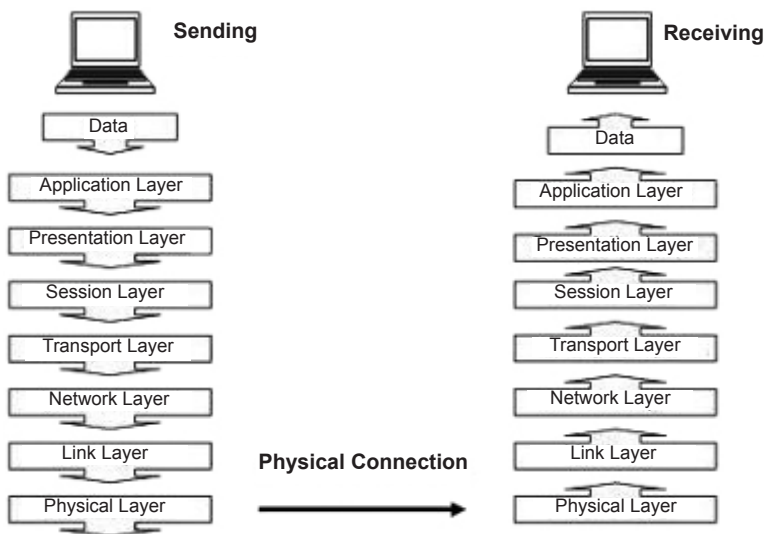 Sending
Data
Application Layer
Presentation Layer
Session Layer
Transport Layer
Network Layer
Link Layer
Physical Layer
Physical Connection
Receiving
Data
Application Layer
Presentation Layer
Session Layer
Transport Layer
Network Layer
Link Layer
Physical Layer